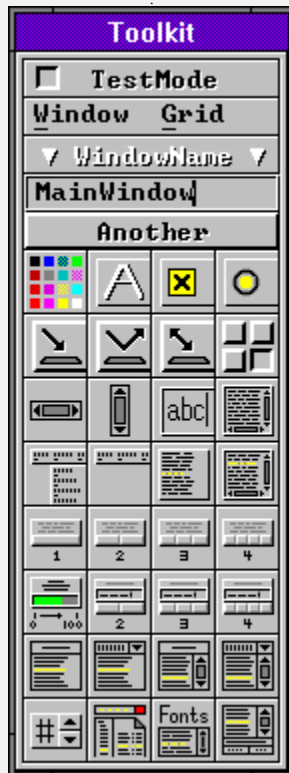 Toolkit
TestMode
Window Grid
WindowName
MainWindow
Another
A
abc
1 2 3 4
0 100 2 3 4
# Fonts